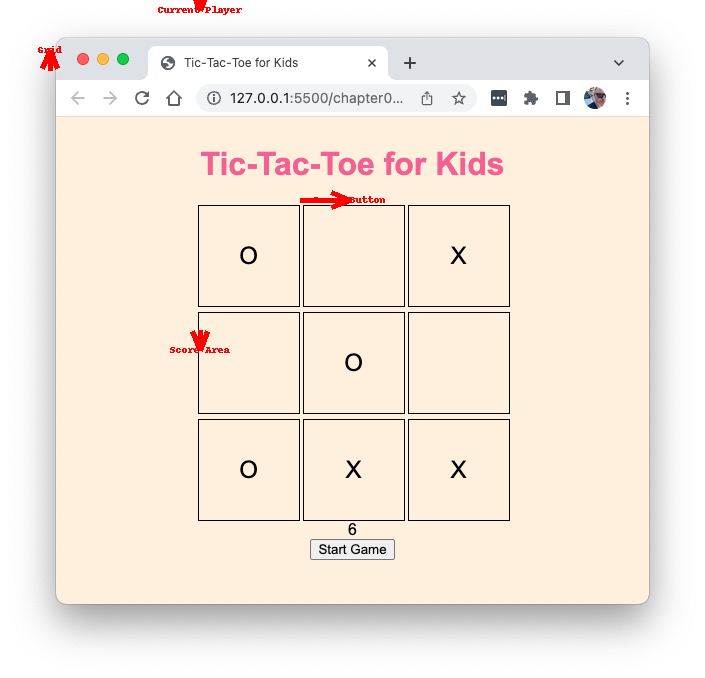 Current Player
Grid
Tic-Tac-Toe for Kids
127.0.0.1:5500/chapter0...
Tic-Tac-Toe for Kids
Button
O X
O
Score Area
O X X
6
Start Game